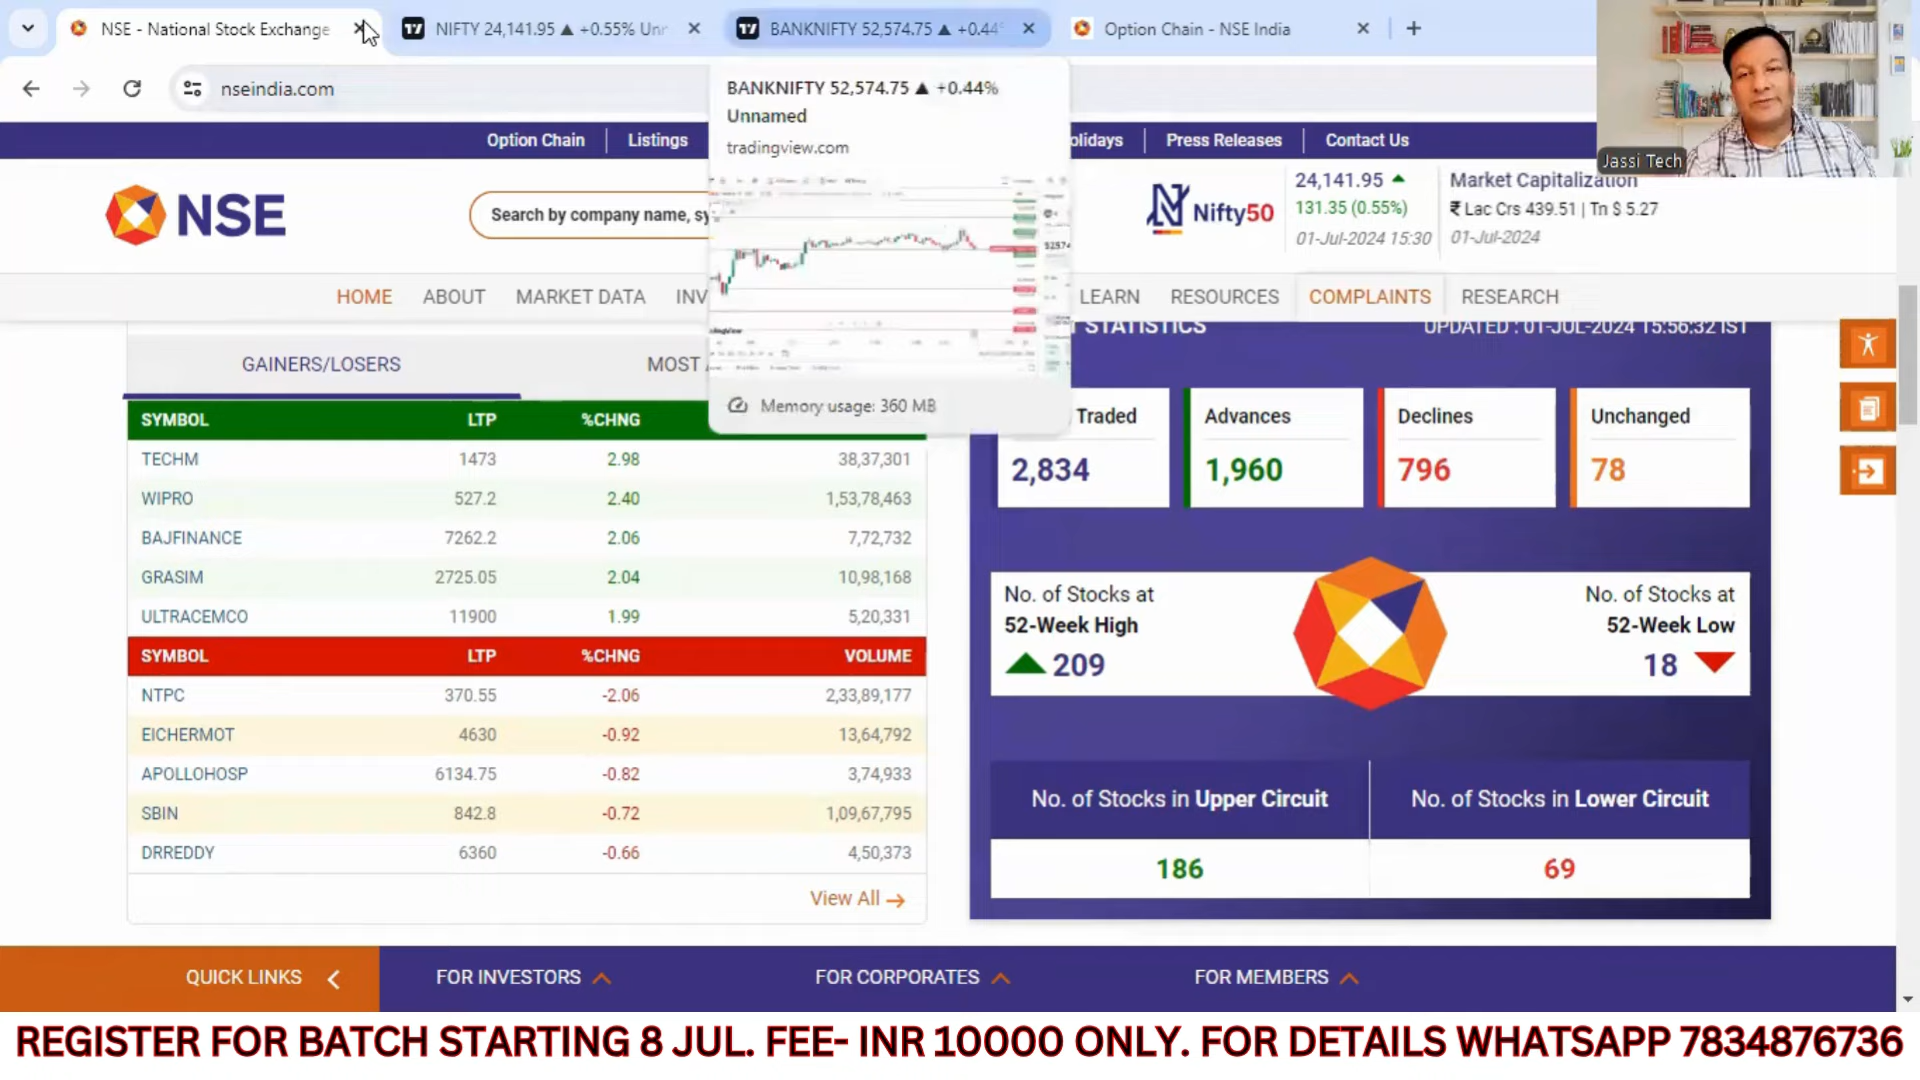 NSE - National Stock Exchange
NIFTY 24,141.95 ▲ +0.55% Unn
BANKNIFTY 52,574.75 ▲ +0.44%
Option Chain - NSE India
nseindia.com
BANKNIFTY 52,574.75 ▲ +0.44%
Unnamed
tradingview.com
Memory usage: 360 MB
Jassi Tech
Option Chain
Listings
olidays
Press Releases
Contact Us
NSE
Search by company name, sy
Nifty50
24,141.95
131.35 (0.55%)
01-Jul-2024 15:30
Market Capitalization
₹ Lac Crs 439.51 | Tn $ 5.27
01-Jul-2024
HOME
ABOUT
MARKET DATA
INV
LEARN
RESOURCES
COMPLAINTS
RESEARCH
GAINERS/LOSERS
MOST
STATISTICS
UPDATED : 01-JUL-2024 15:56:32 IST
SYMBOL LTP %CHNG
TECHM 1473 2.98 38,37,301
WIPRO 527.2 2.40 1,53,78,463
BAJFINANCE 7262.2 2.06 7,72,732
GRASIM 2725.05 2.04 10,98,168
ULTRACEMCO 11900 1.99 5,20,331
SYMBOL LTP %CHNG VOLUME
NTPC 370.55 -2.06 2,33,89,177
EICHERMOT 4630 -0.92 13,64,792
APOLLOHOSP 6134.75 -0.82 3,74,933
SBIN 842.8 -0.72 1,09,67,795
DRREDDY 6360 -0.66 4,50,373
View All →
Traded
2,834
Advances
1,960
Declines
796
Unchanged
78
No. of Stocks at
52-Week High
209
No. of Stocks at
52-Week Low
18
No. of Stocks in Upper Circuit
186
No. of Stocks in Lower Circuit
69
QUICK LINKS
FOR INVESTORS
FOR CORPORATES
FOR MEMBERS
REGISTER FOR BATCH STARTING 8 JUL. FEE- INR 10000 ONLY. FOR DETAILS WHATSAPP 7834876736